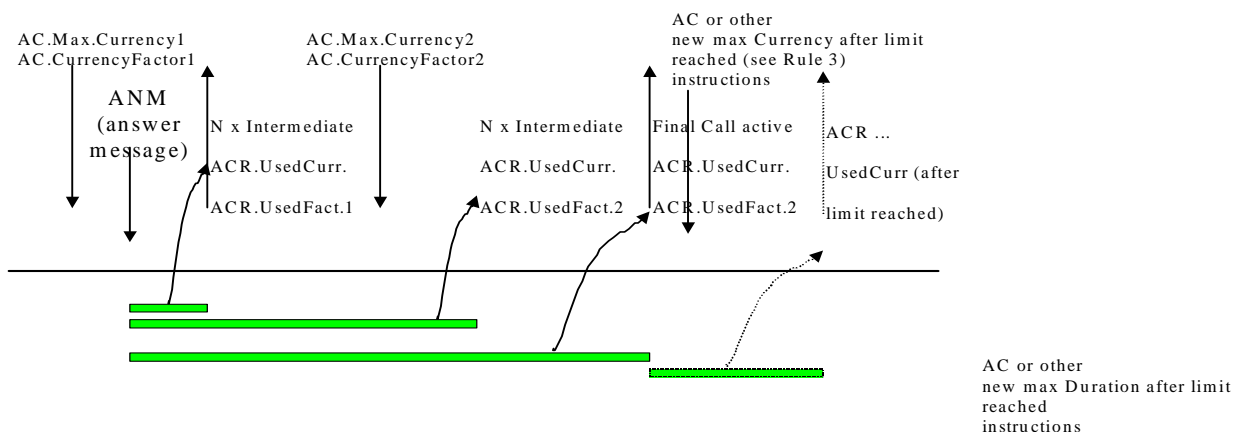 AC.Max.Currency1
AC.CurrencyFactor1
ANM
(answer
message)
N x Intermediate
ACR.UsedCurr.
ACR.UsedFact.1
AC.Max.Currency2
AC.CurrencyFactor2
N x Intermediate
ACR.UsedCurr.
ACR.UsedFact.2
AC or other
new max Currency after limit
reached (see Rule 3)
instructions
Final Call active
ACR.UsedCurr.
ACR.UsedFact.2
ACR ...
UsedCurr (after
limit reached)
AC or other
new max Duration after limit
reached
instructions